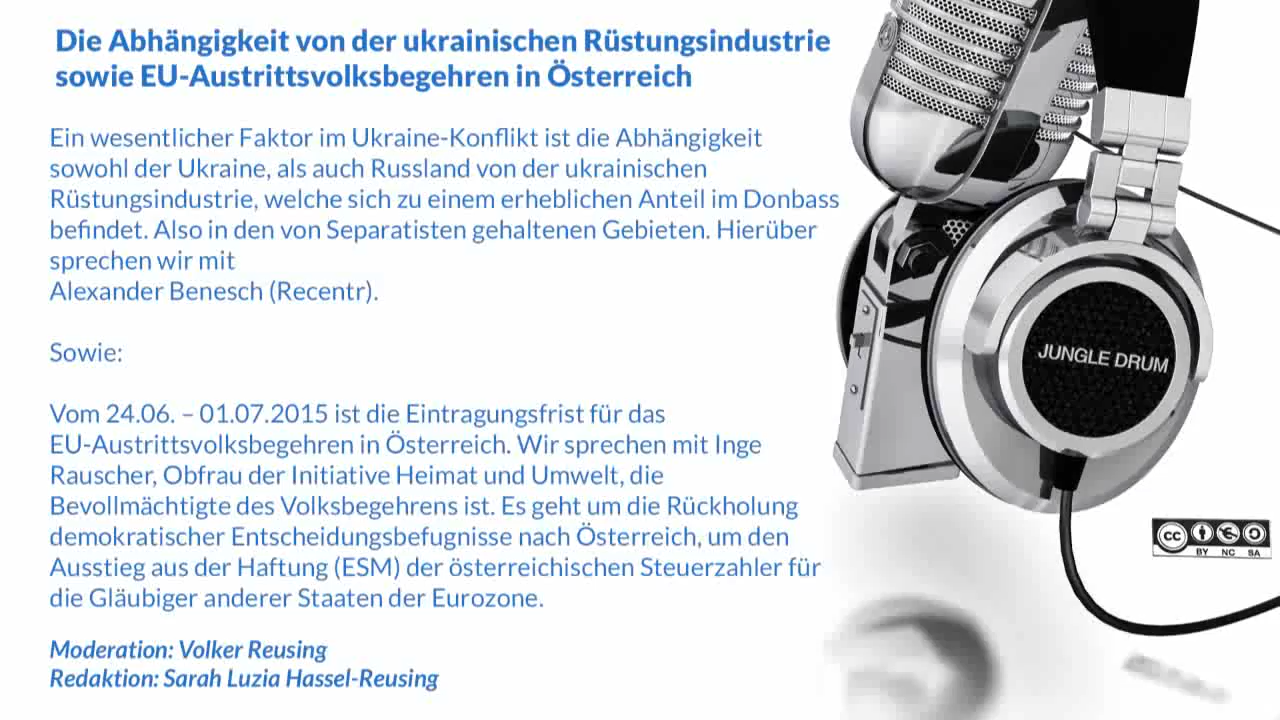 Die Abhängigkeit von der ukrainischen Rüstungsindustrie
sowie EU-Austrittsvolksbegehren in Österreich
Ein wesentlicher Faktor im Ukraine-Konflikt ist die Abhängigkeit
sowohl der Ukraine, als auch Russland von der ukrainischen
Rüstungsindustrie, welche sich zu einem erheblichen Anteil im Donbass
befindet. Also in den von Separatisten gehaltenen Gebieten. Hierüber
sprechen wir mit
Alexander Benesch (Recentr).
Sowie:
Vom 24.06. – 01.07.2015 ist die Eintragungsfrist für das
EU-Austrittsvolksbegehren in Österreich. Wir sprechen mit Inge
Rauscher, Obfrau der Initiative Heimat und Umwelt, die
Bevollmächtigte des Volksbegehrens ist. Es geht um die Rückholung
demokratischer Entscheidungsbefugnisse nach Österreich, um den
Ausstieg aus der Haftung (ESM) der österreichischen Steuerzahler für
die Gläubiger anderer Staaten der Eurozone.
Moderation: Volker Reusing
Redaktion: Sarah Luzia Hassel-Reusing
JUNGLE DRUM
cc
BY NC SA